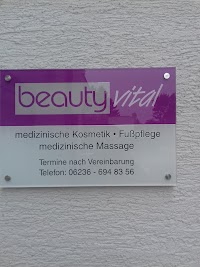 beauty vital
medizinische Kosmetik • Fußpflege
medizinische Massage
Termine nach Vereinbarung
Telefon: 06236 - 694 83 56